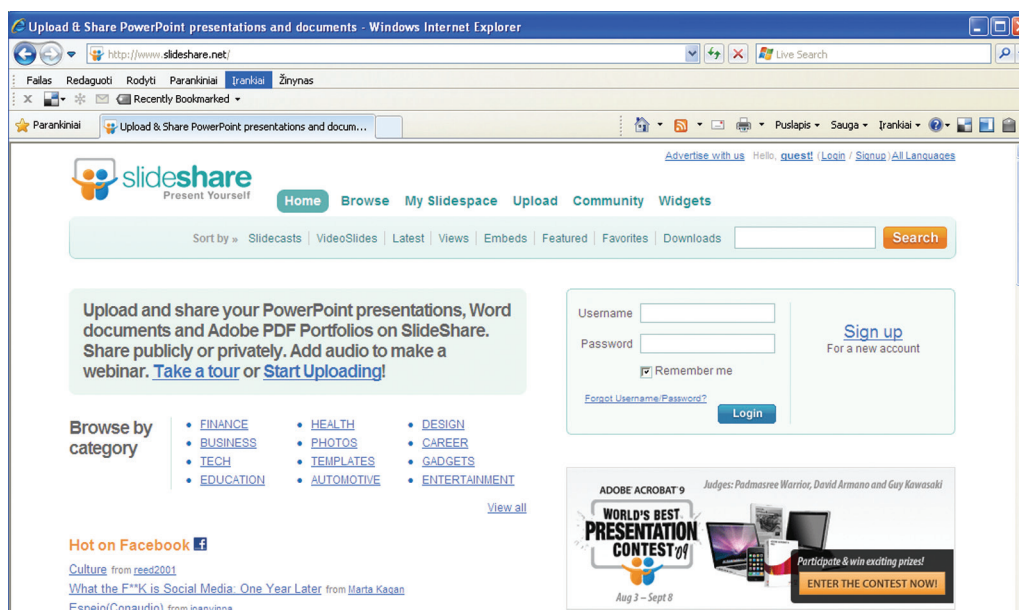 Upload & Share PowerPoint presentations and documents - Windows Internet Explorer
http://www.slideshare.net/
Live Search
Failas Redaguoti Rodyti Parankiniai Įrankiai Žinynas
X Recently Bookmarked
Parankiniai Upload & Share PowerPoint presentations and docum... Puslapis Sauga Įrankiai
Advertise with us Hello, guest! (Login / Signup) All Languages
slideshare
Present Yourself
Home Browse My Slidespace Upload Community Widgets
Sort by » Slidecasts | VideoSlides | Latest | Views | Embeds | Featured | Favorites | Downloads Search
Upload and share your PowerPoint presentations, Word
documents and Adobe PDF Portfolios on SlideShare.
Share publicly or privately. Add audio to make a
webinar. Take a tour or Start Uploading!
Username
Password
Remember me
Forgot Username/Password?
Login
Sign up
For a new account
Browse by
category
• FINANCE • HEALTH • DESIGN
• BUSINESS • PHOTOS • CAREER
• TECH • TEMPLATES • GADGETS
• EDUCATION • AUTOMOTIVE • ENTERTAINMENT
View all
Hot on Facebook
Culture from reed2001
What the F**K is Social Media: One Year Later from Marta Kagan
Espejo(Conaudio) from joanvinna
ADOBE ACROBAT 9
Judges: Padmasree Warrior, David Armano and Guy Kawasaki
WORLD'S BEST
PRESENTATION
CONTEST '09
Aug 3 – Sept 8
Participate & win exciting prizes!
ENTER THE CONTEST NOW!